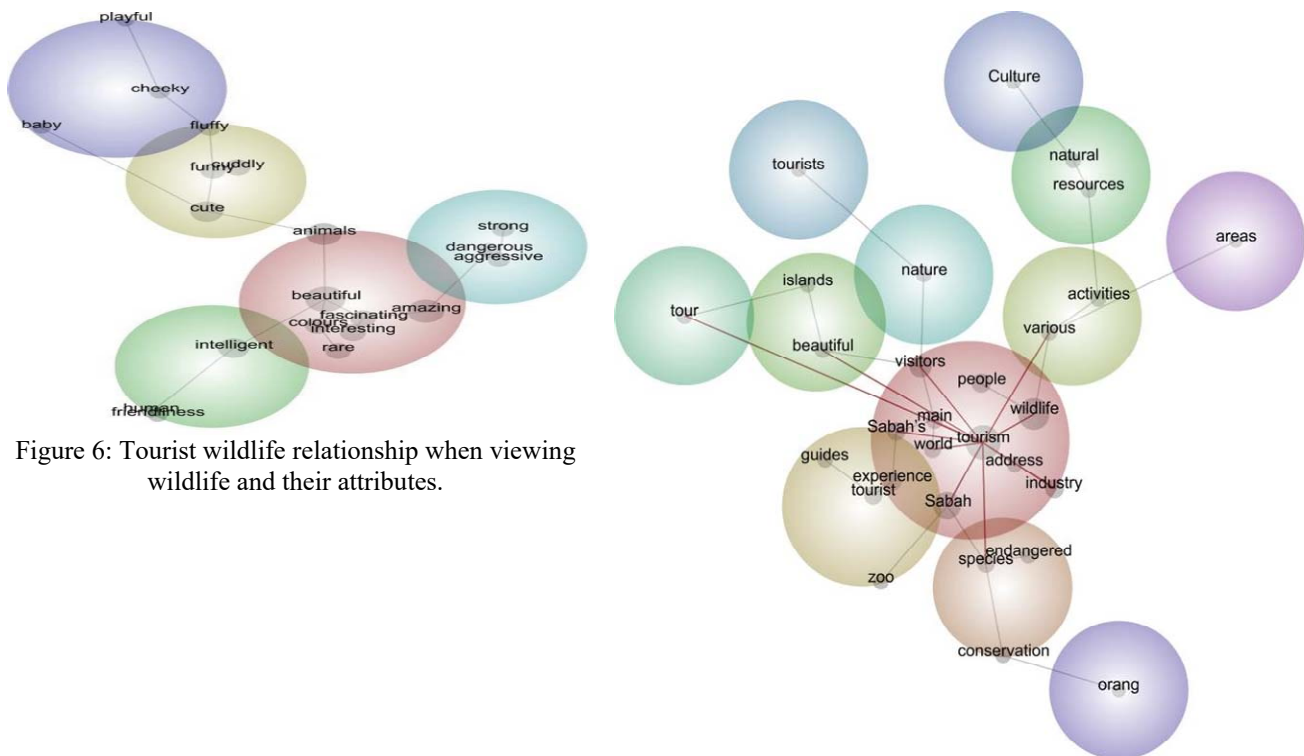 playful
cheeky
baby
fluffy
cuddly
funny
cute
animals
strong
dangerous
aggressive
beautiful
fascinating
amazing
colours
interesting
rare
intelligent
human
friendliness
Figure 6: Tourist wildlife relationship when viewing
wildlife and their attributes.
Culture
natural
resources
tourists
areas
nature
islands
activities
tour
various
beautiful
visitors
people
wildlife
main
Sabah's
tourism
world
guides
address
experience
industry
tourist
Sabah
endangered
species
zoo
conservation
orang